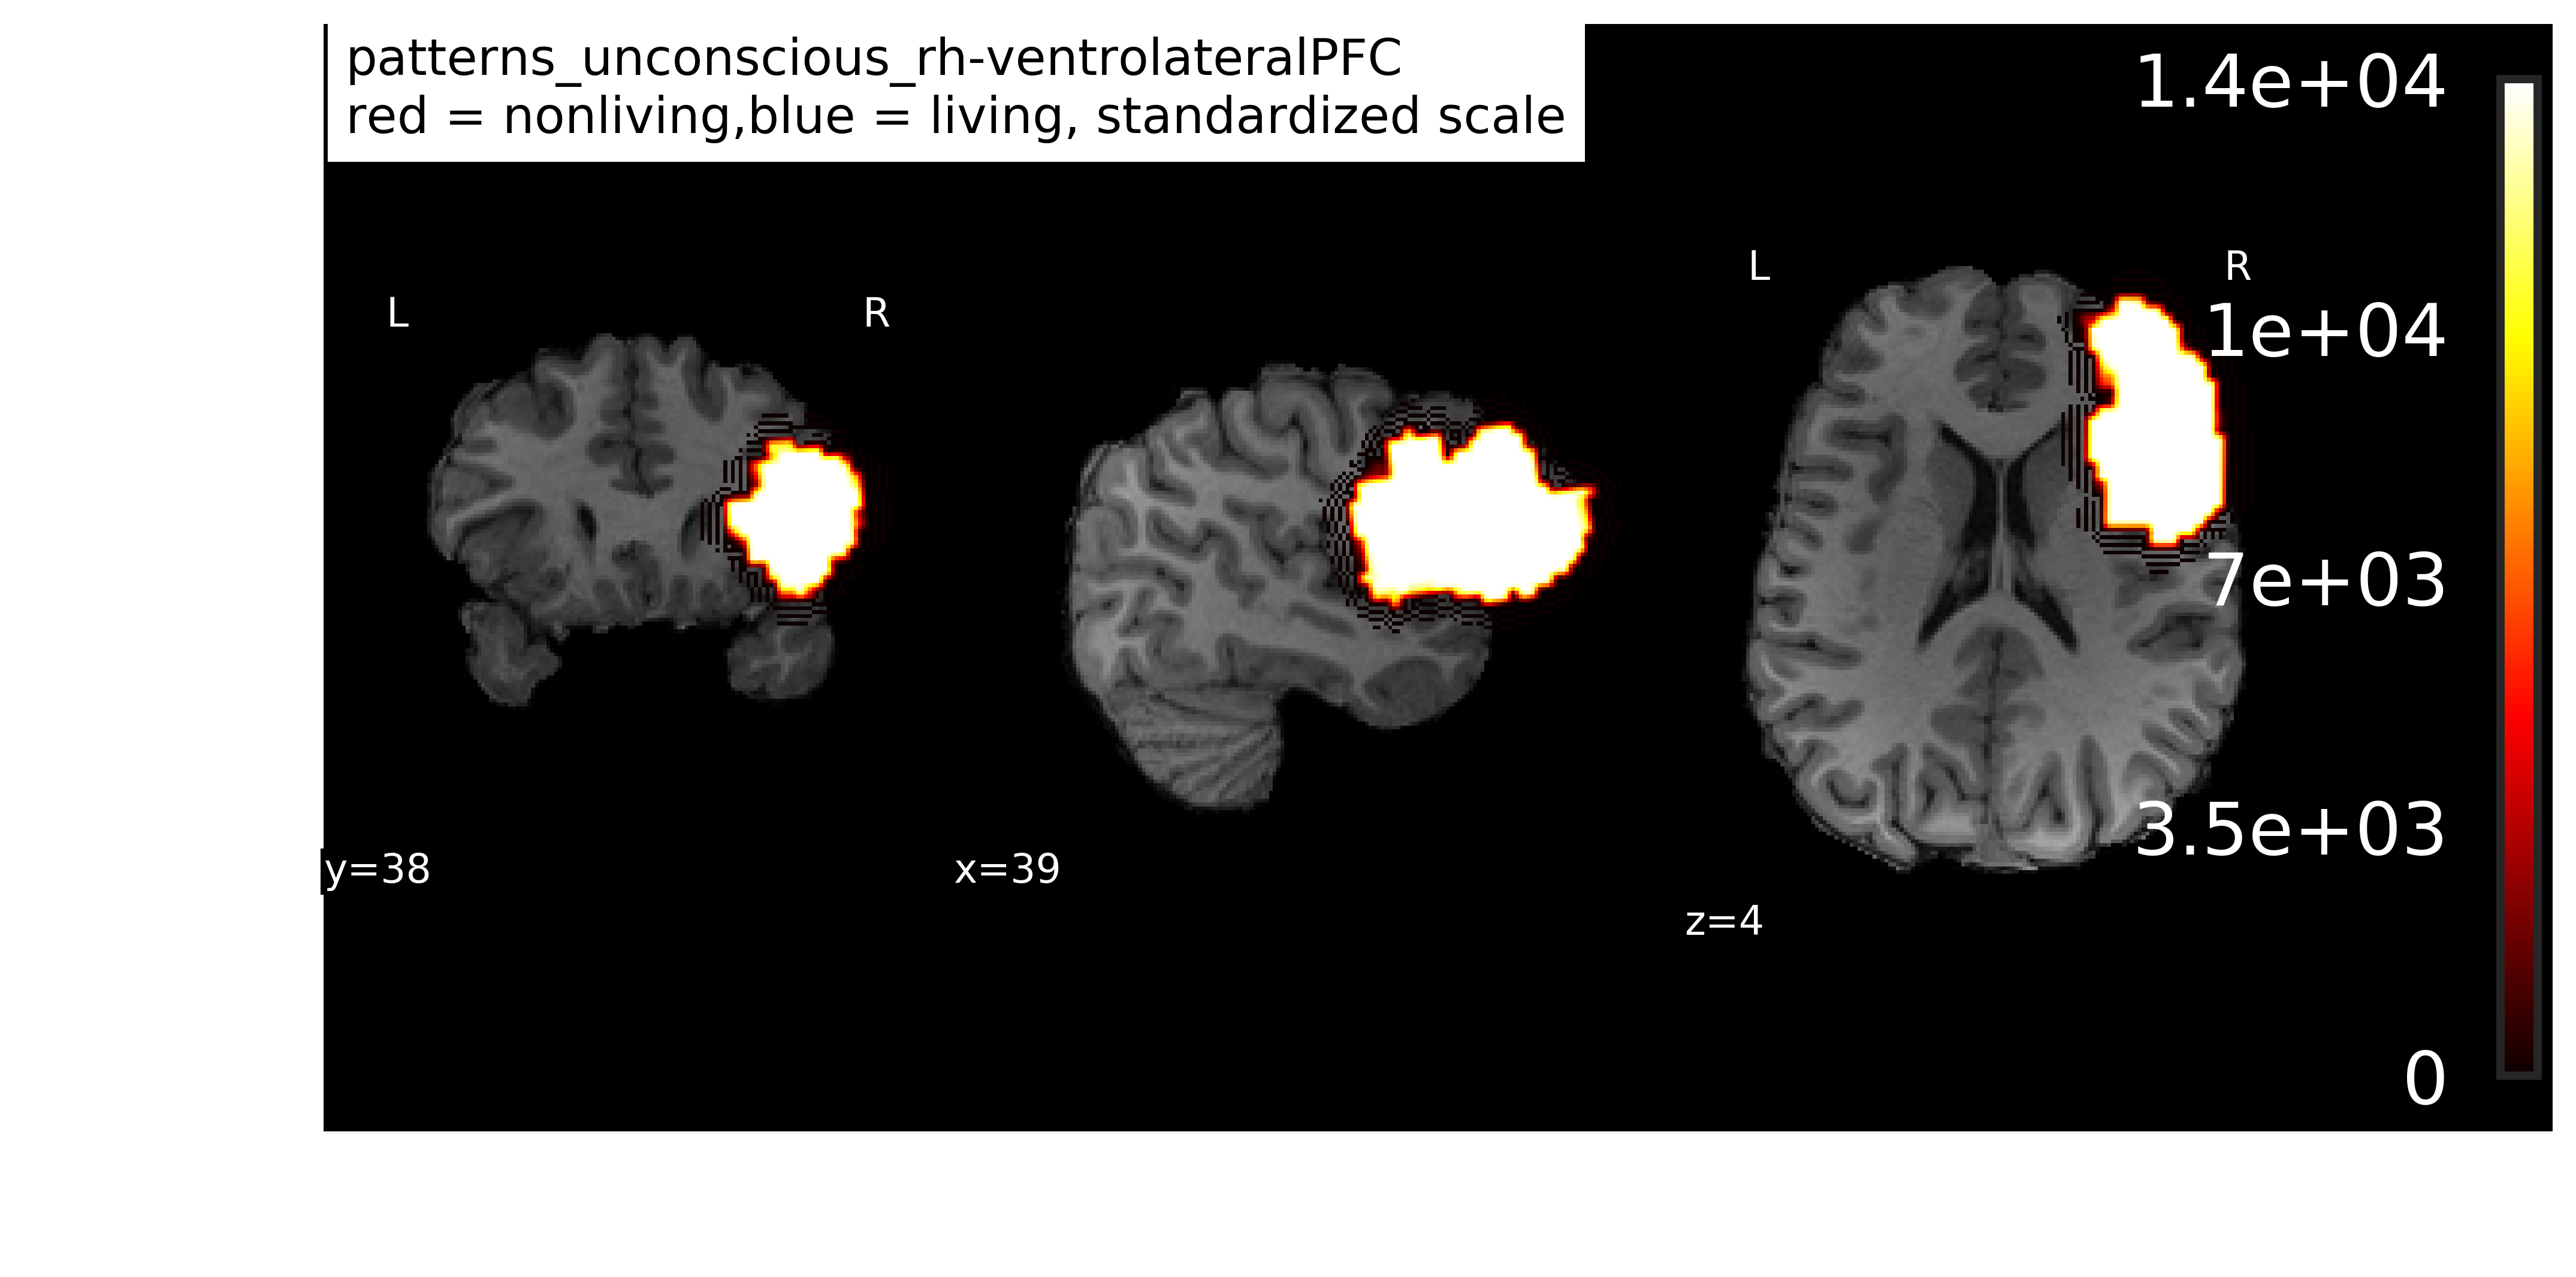 patterns_unconscious_rh-ventrolateralPFC
red = nonliving,blue = living, standardized scale
1.4e+04
L R
L R
1e+04
7e+03
3.5e+03
y=38
x=39
z=4
0